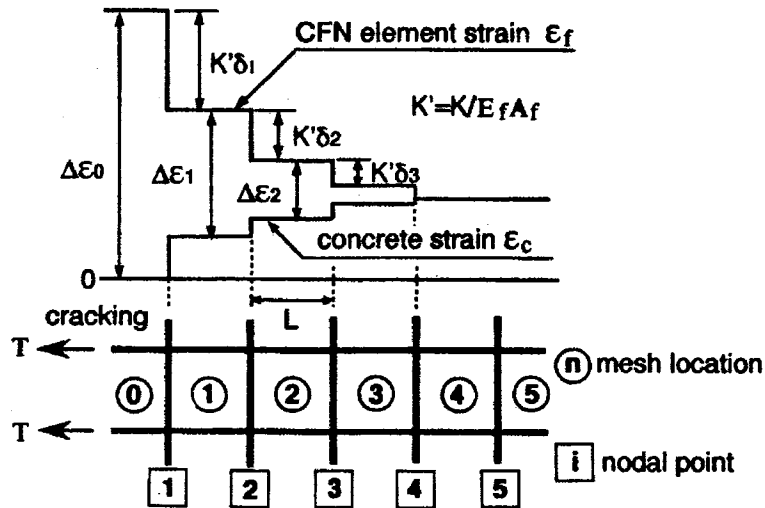 CFN element strain εf
K'δ1
K'=K/EfAf
K'δ2
Δε0
Δε1
K'δ3
Δε2
concrete strain εc
0
cracking
L
T
n mesh location
0 1 2 3 4 5
T
i nodal point
1 2 3 4 5